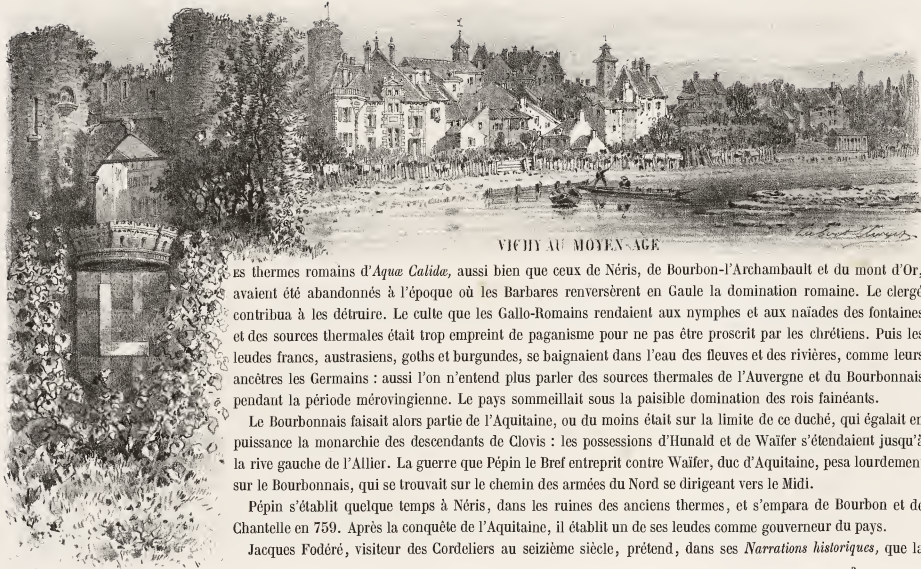 VICHY AU MOYEN-AGE
LES thermes romains d'Aquæ Calidæ, aussi bien que ceux de Néris, de Bourbon-l'Archambault et du mont d'Or,
avaient été abandonnés à l'époque où les Barbares renversèrent en Gaule la domination romaine. Le clergé
contribua à les détruire. Le culte que les Gallo-Romains rendaient aux nymphes et aux naïades des fontaines
et des sources thermales était trop empreint de paganisme pour ne pas être proscrit par les chrétiens. Puis les
leudes francs, austrasiens, goths et burgundes, se baignaient dans l'eau des fleuves et des rivières, comme leurs
ancêtres les Germains : aussi l'on n'entend plus parler des sources thermales de l'Auvergne et du Bourbonnais
pendant la période mérovingienne. Le pays sommeillait sous la paisible domination des rois fainéants.
Le Bourbonnais faisait alors partie de l'Aquitaine, ou du moins était sur la limite de ce duché, qui égalait en
puissance la monarchie des descendants de Clovis : les possessions d'Hunald et de Waïfer s'étendaient jusqu'à
la rive gauche de l'Allier. La guerre que Pépin le Bref entreprit contre Waïfer, duc d'Aquitaine, pesa lourdemen
sur le Bourbonnais, qui se trouvait sur le chemin des armées du Nord se dirigeant vers le Midi.
Pépin s'établit quelque temps à Néris, dans les ruines des anciens thermes, et s'empara de Bourbon et de
Chantelle en 759. Après la conquête de l'Aquitaine, il établit un de ses leudes comme gouverneur du pays.
Jacques Fodéré, visiteur des Cordeliers au seizième siècle, prétend, dans ses Narrations historiques, que la